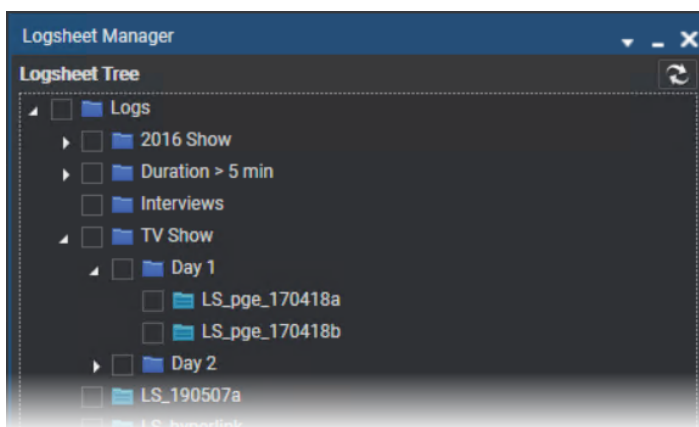 Logsheet Manager
Logsheet Tree
Logs
2016 Show
Duration > 5 min
Interviews
TV Show
Day 1
LS_pge_170418a
LS_pge_170418b
Day 2
LS_190507a
LS_hyperlink